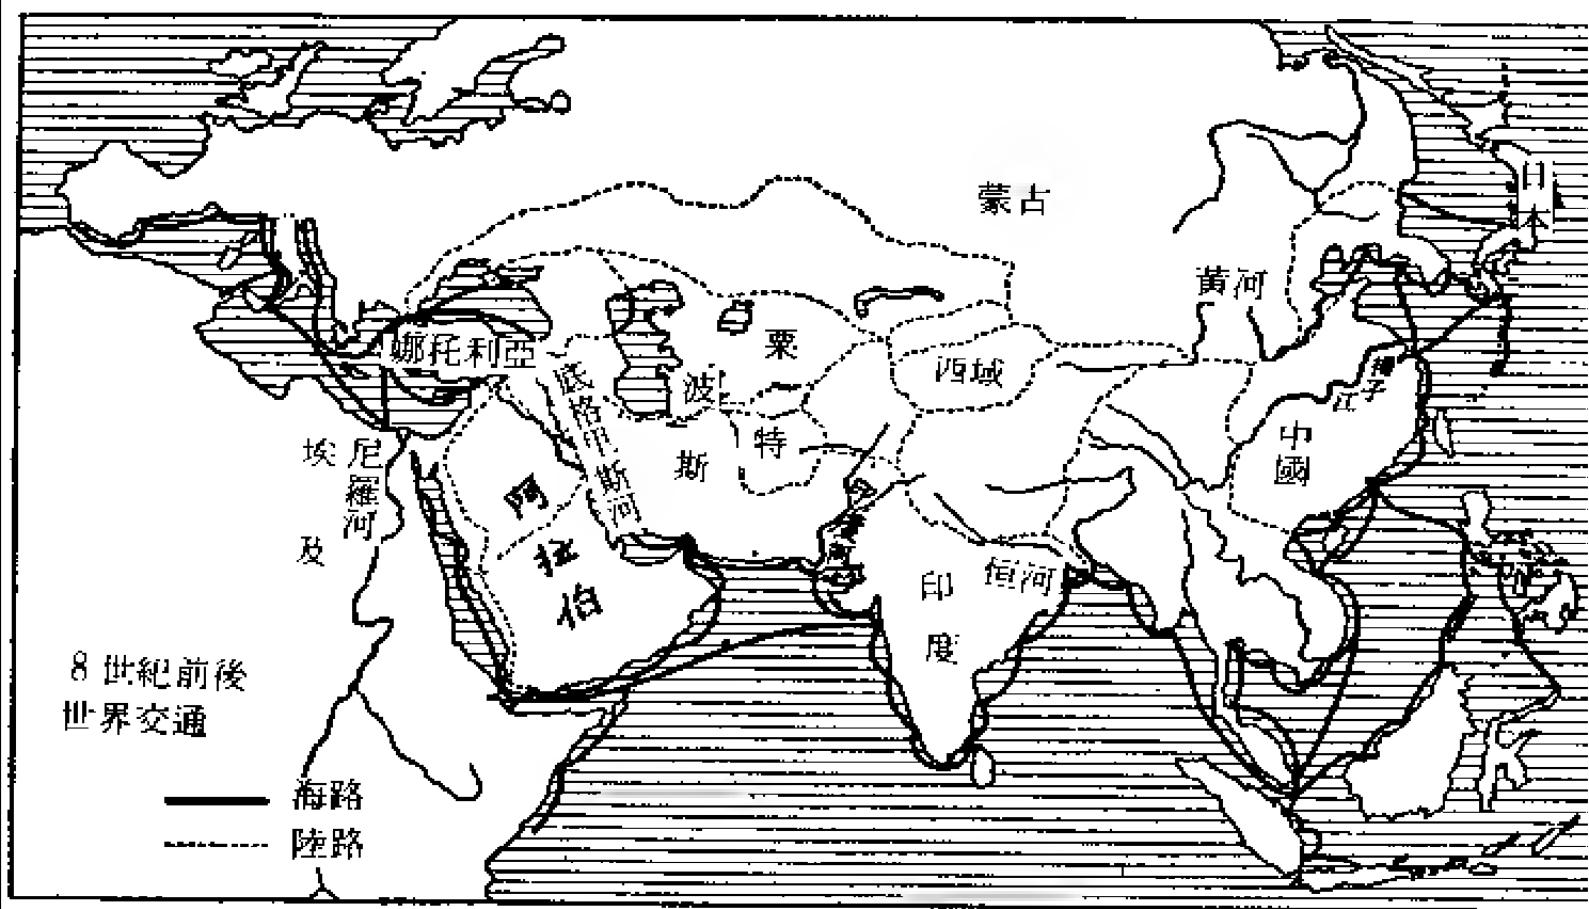 蒙古
日本
黃河
娜托利亞
粟特
波斯
西域
底格里斯河
揚子江
中國
埃及
尼羅河
阿拉伯
印度
恒河
8 世紀前後
世界交通
海路
陸路